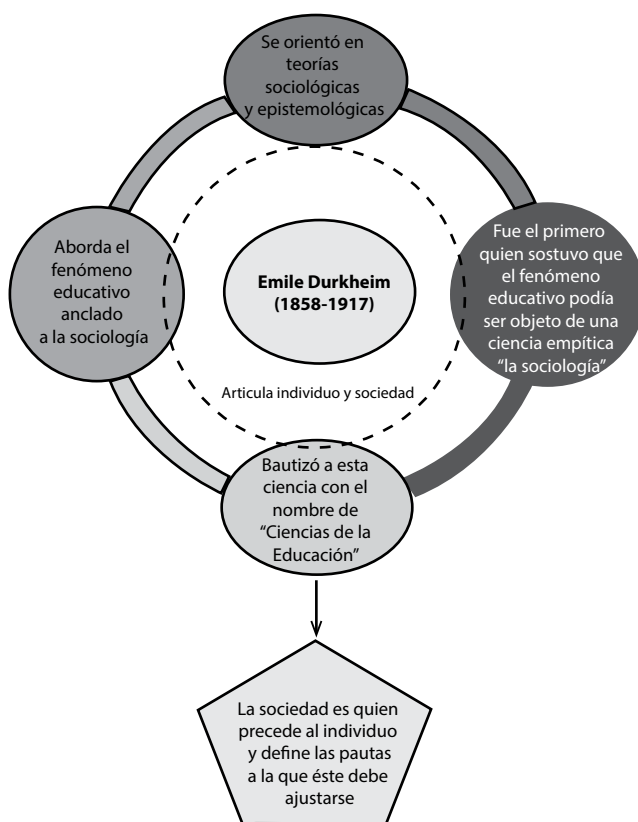 Se orientó en
teorías
sociológicas
y epistemológicas
Fue el primero
quien sostuvo que
el fenómeno
educativo podía
ser objeto de una
ciencia empítica
“la sociología”
Aborda el
fenómeno
educativo
anclado
a la sociología
Emile Durkheim
(1858-1917)
Articula individuo y sociedad
Bautizó a esta
ciencia con el
nombre de
“Ciencias de la
Educación”
La sociedad es quien
precede al individuo
y define las pautas
a la que éste debe
ajustarse